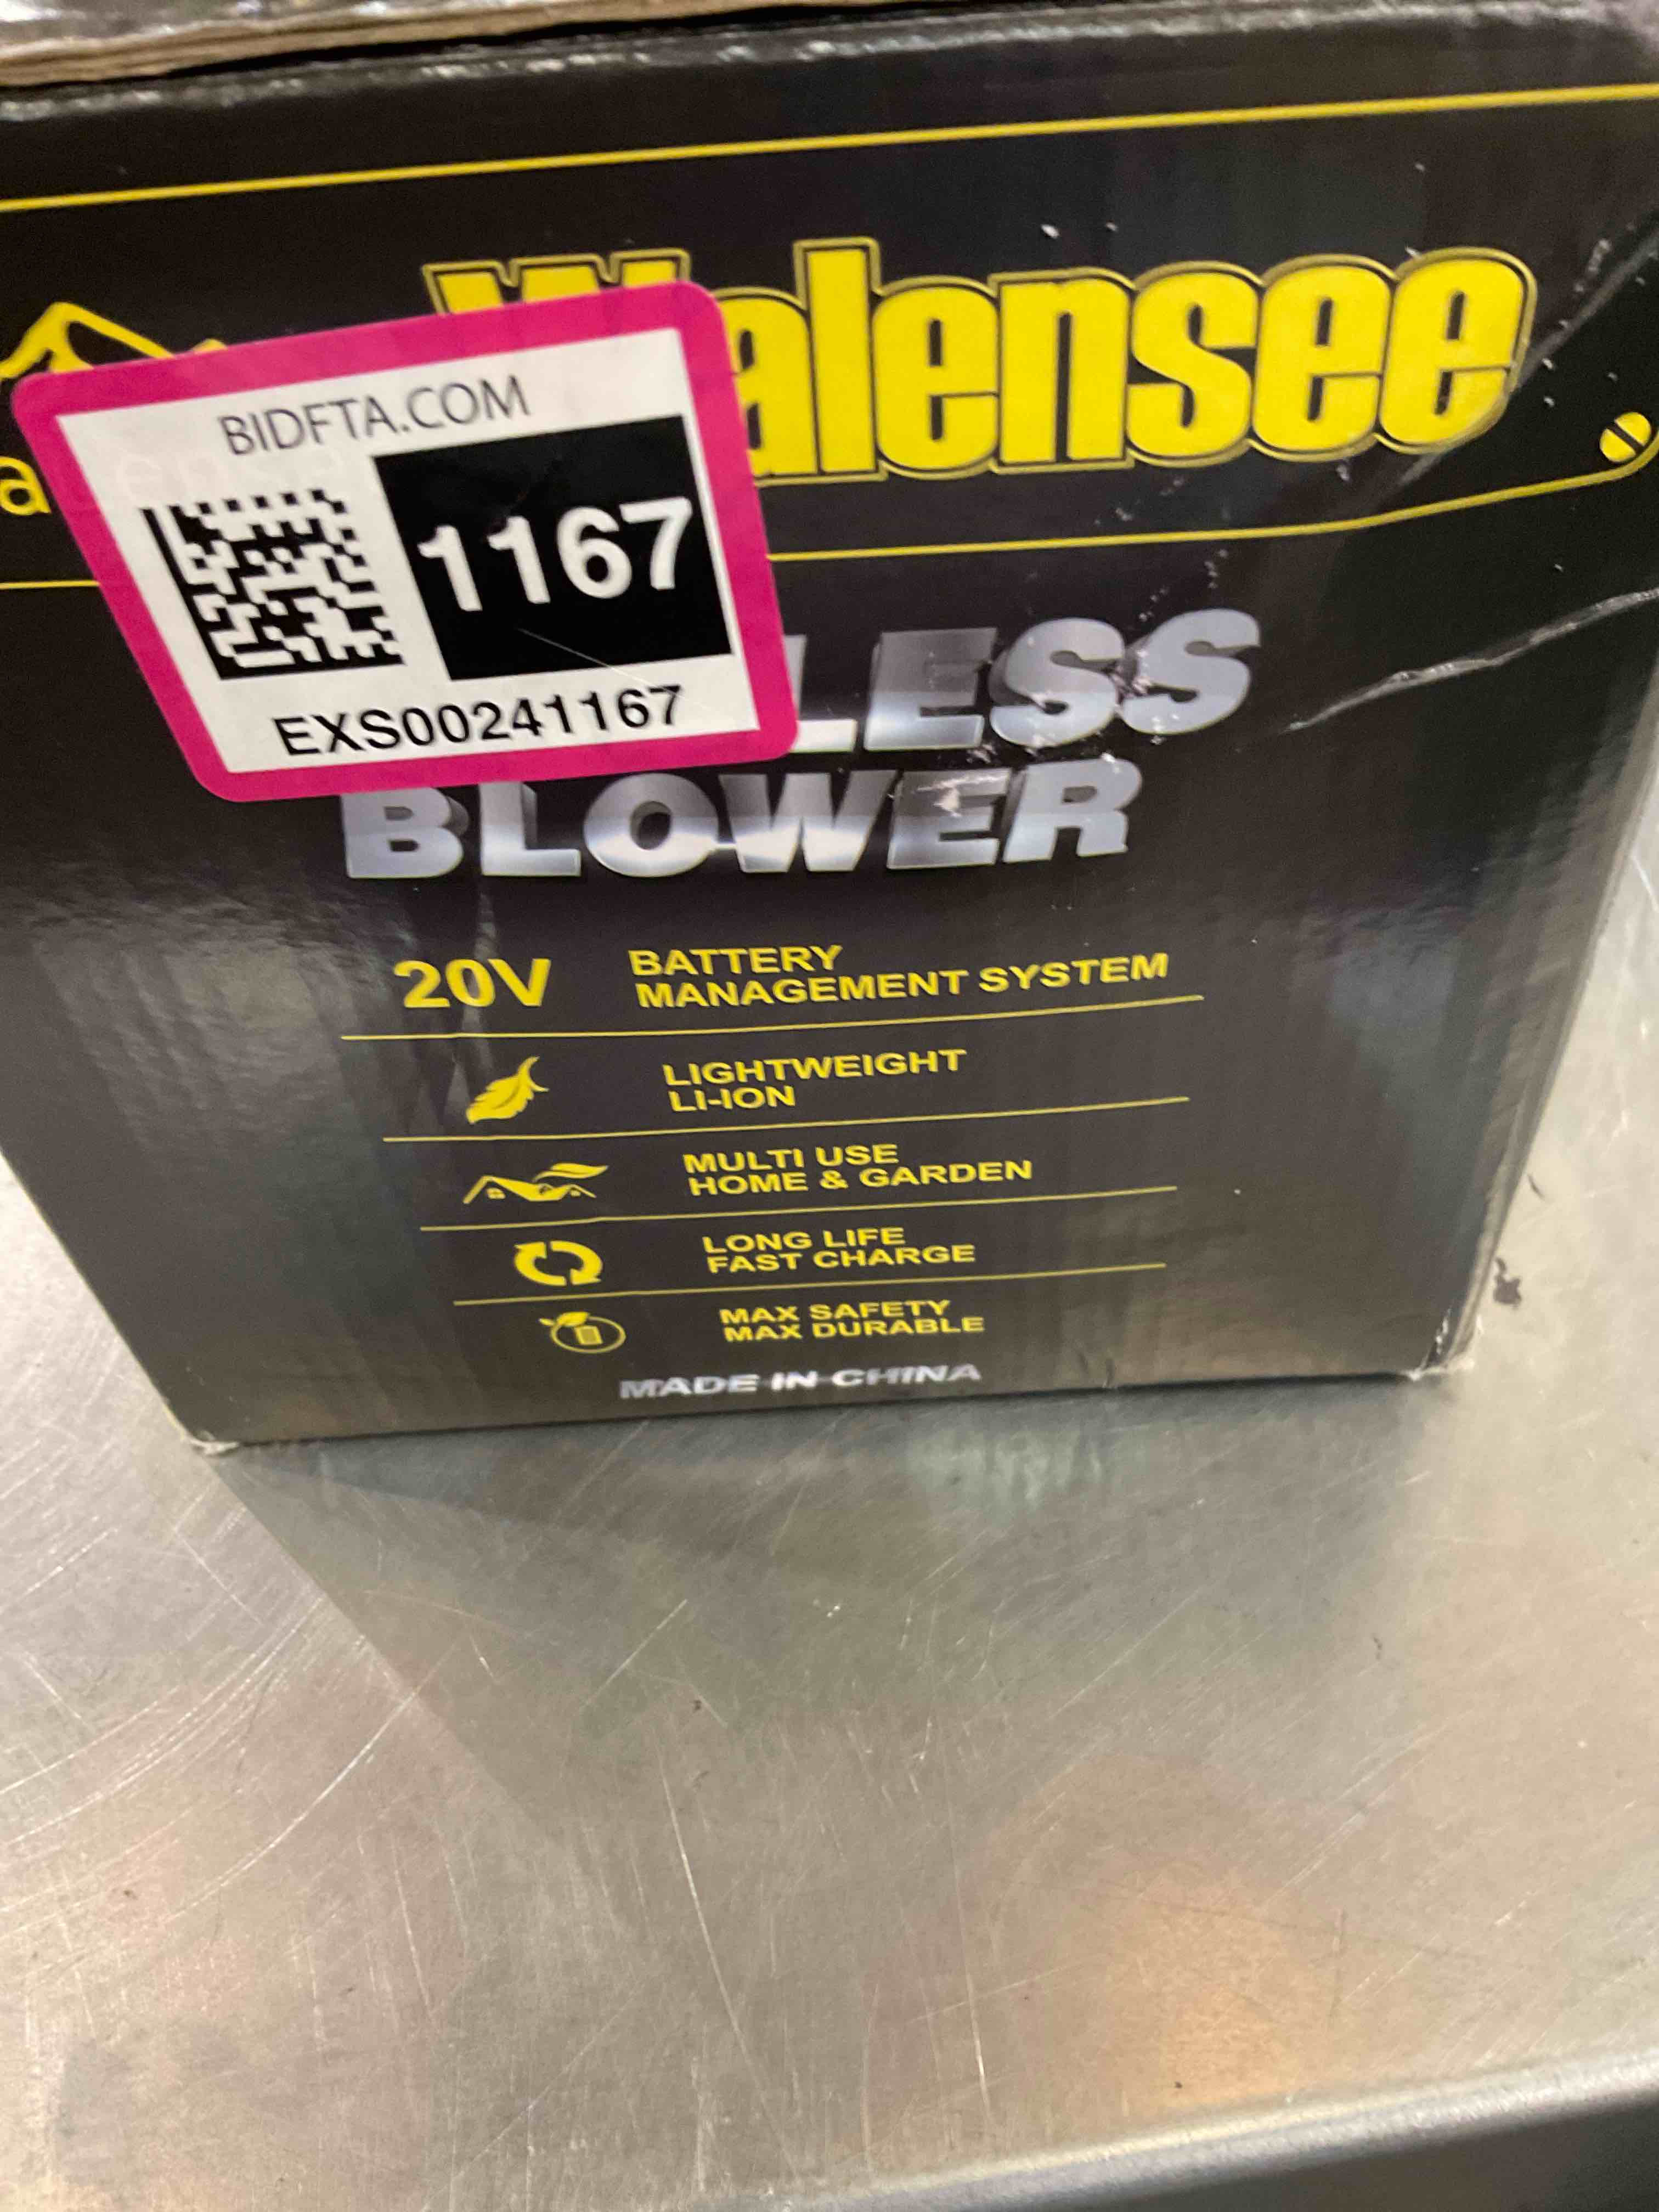 Walensee
BIDFTA.COM
1167
EXS00241167
LESS
BLOWER
20V
BATTERY
MANAGEMENT SYSTEM
LIGHTWEIGHT
LI-ION
MULTI USE
HOME & GARDEN
LONG LIFE
FAST CHARGE
MAX SAFETY
MAX DURABLE
MADE IN CHINA